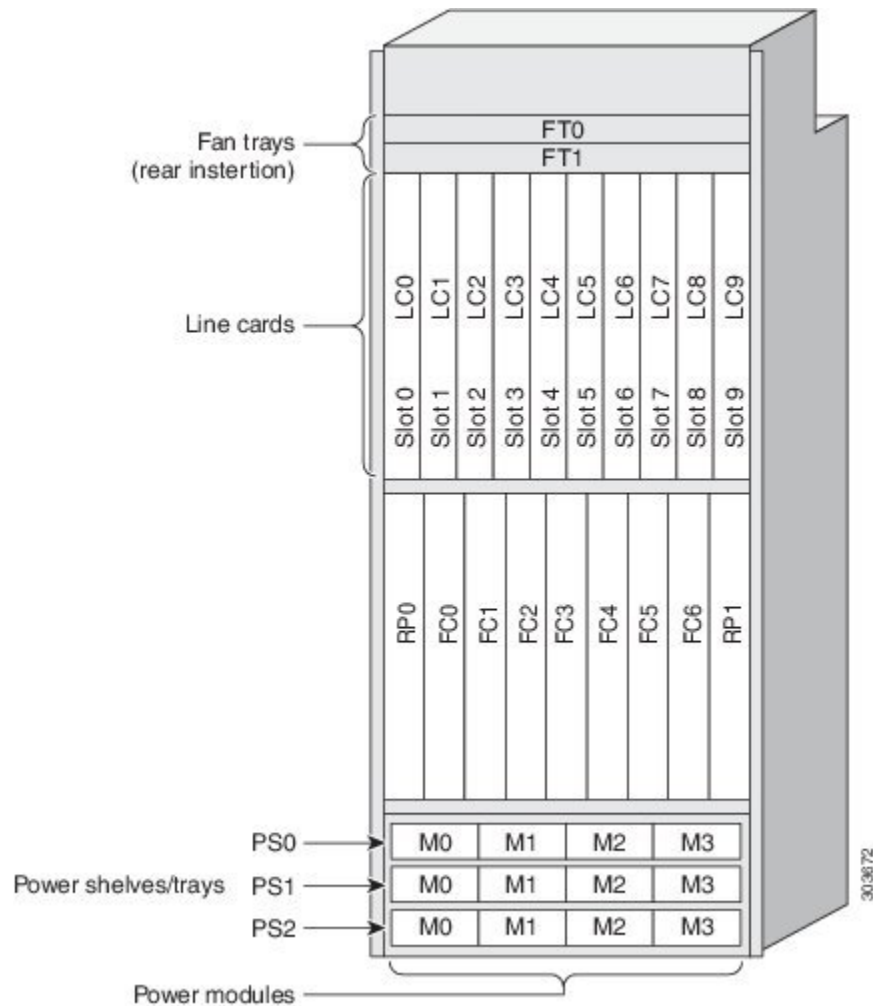 FT0
Fan trays
(rear instertion)
FT1
LC0 LC1 LC2 LC3 LC4 LC5 LC6 LC7 LC8 LC9
Line cards
Slot 0 Slot 1 Slot 2 Slot 3 Slot 4 Slot 5 Slot 6 Slot 7 Slot 8 Slot 9
RP0 FC0 FC1 FC2 FC3 FC4 FC5 FC6 RP1
PS0 M0 M1 M2 M3
Power shelves/trays PS1 M0 M1 M2 M3
PS2 M0 M1 M2 M3
Power modules
303672